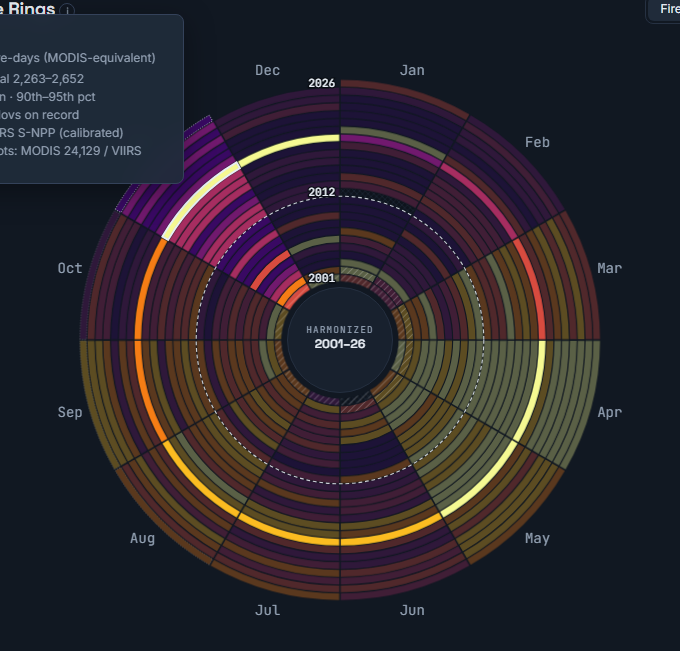 Rings
Fire
re-days (MODIS-equivalent)
al 2,263–2,652
n · 90th–95th pct
lovs on record
RS S-NPP (calibrated)
ots: MODIS 24,129 / VIIRS
Dec
2026
Jan
Feb
2012
Oct
2001
Mar
HARMONIZED
2001–26
Sep
Apr
Aug
May
Jul
Jun